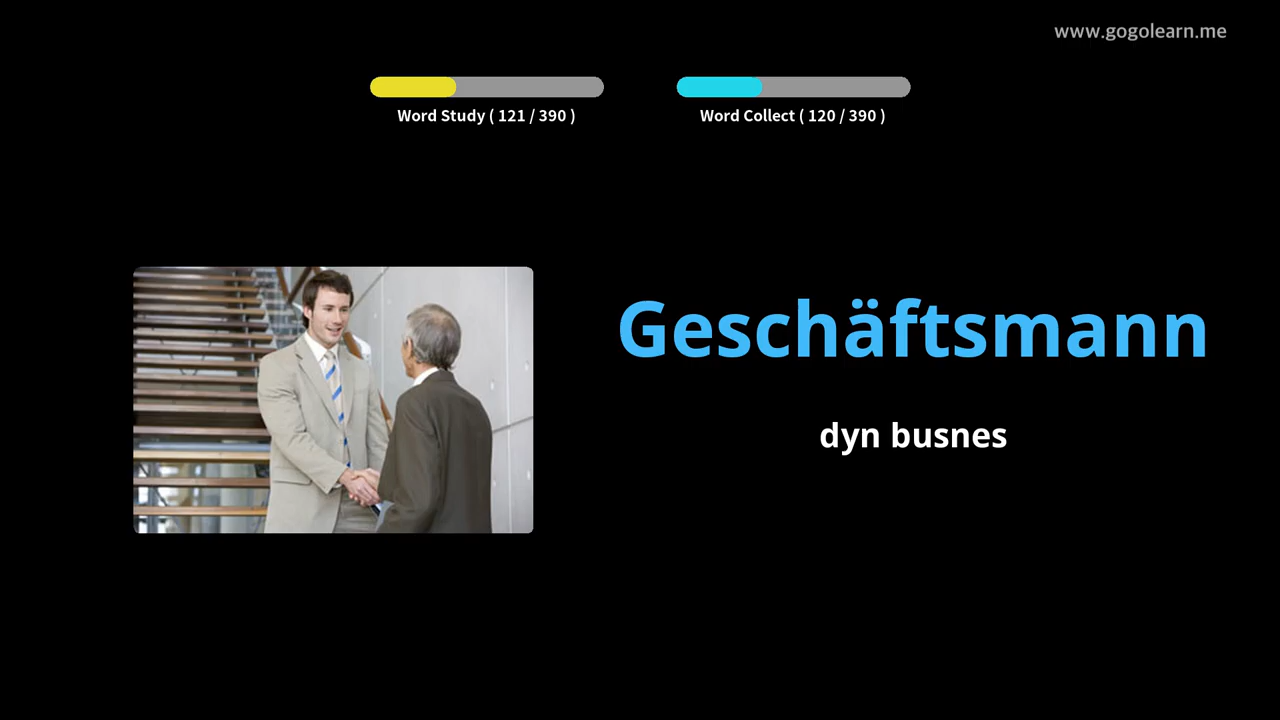 www.gogolearn.me
Word Study ( 121 / 390 )
Word Collect ( 120 / 390 )
Geschäftsmann
dyn busnes